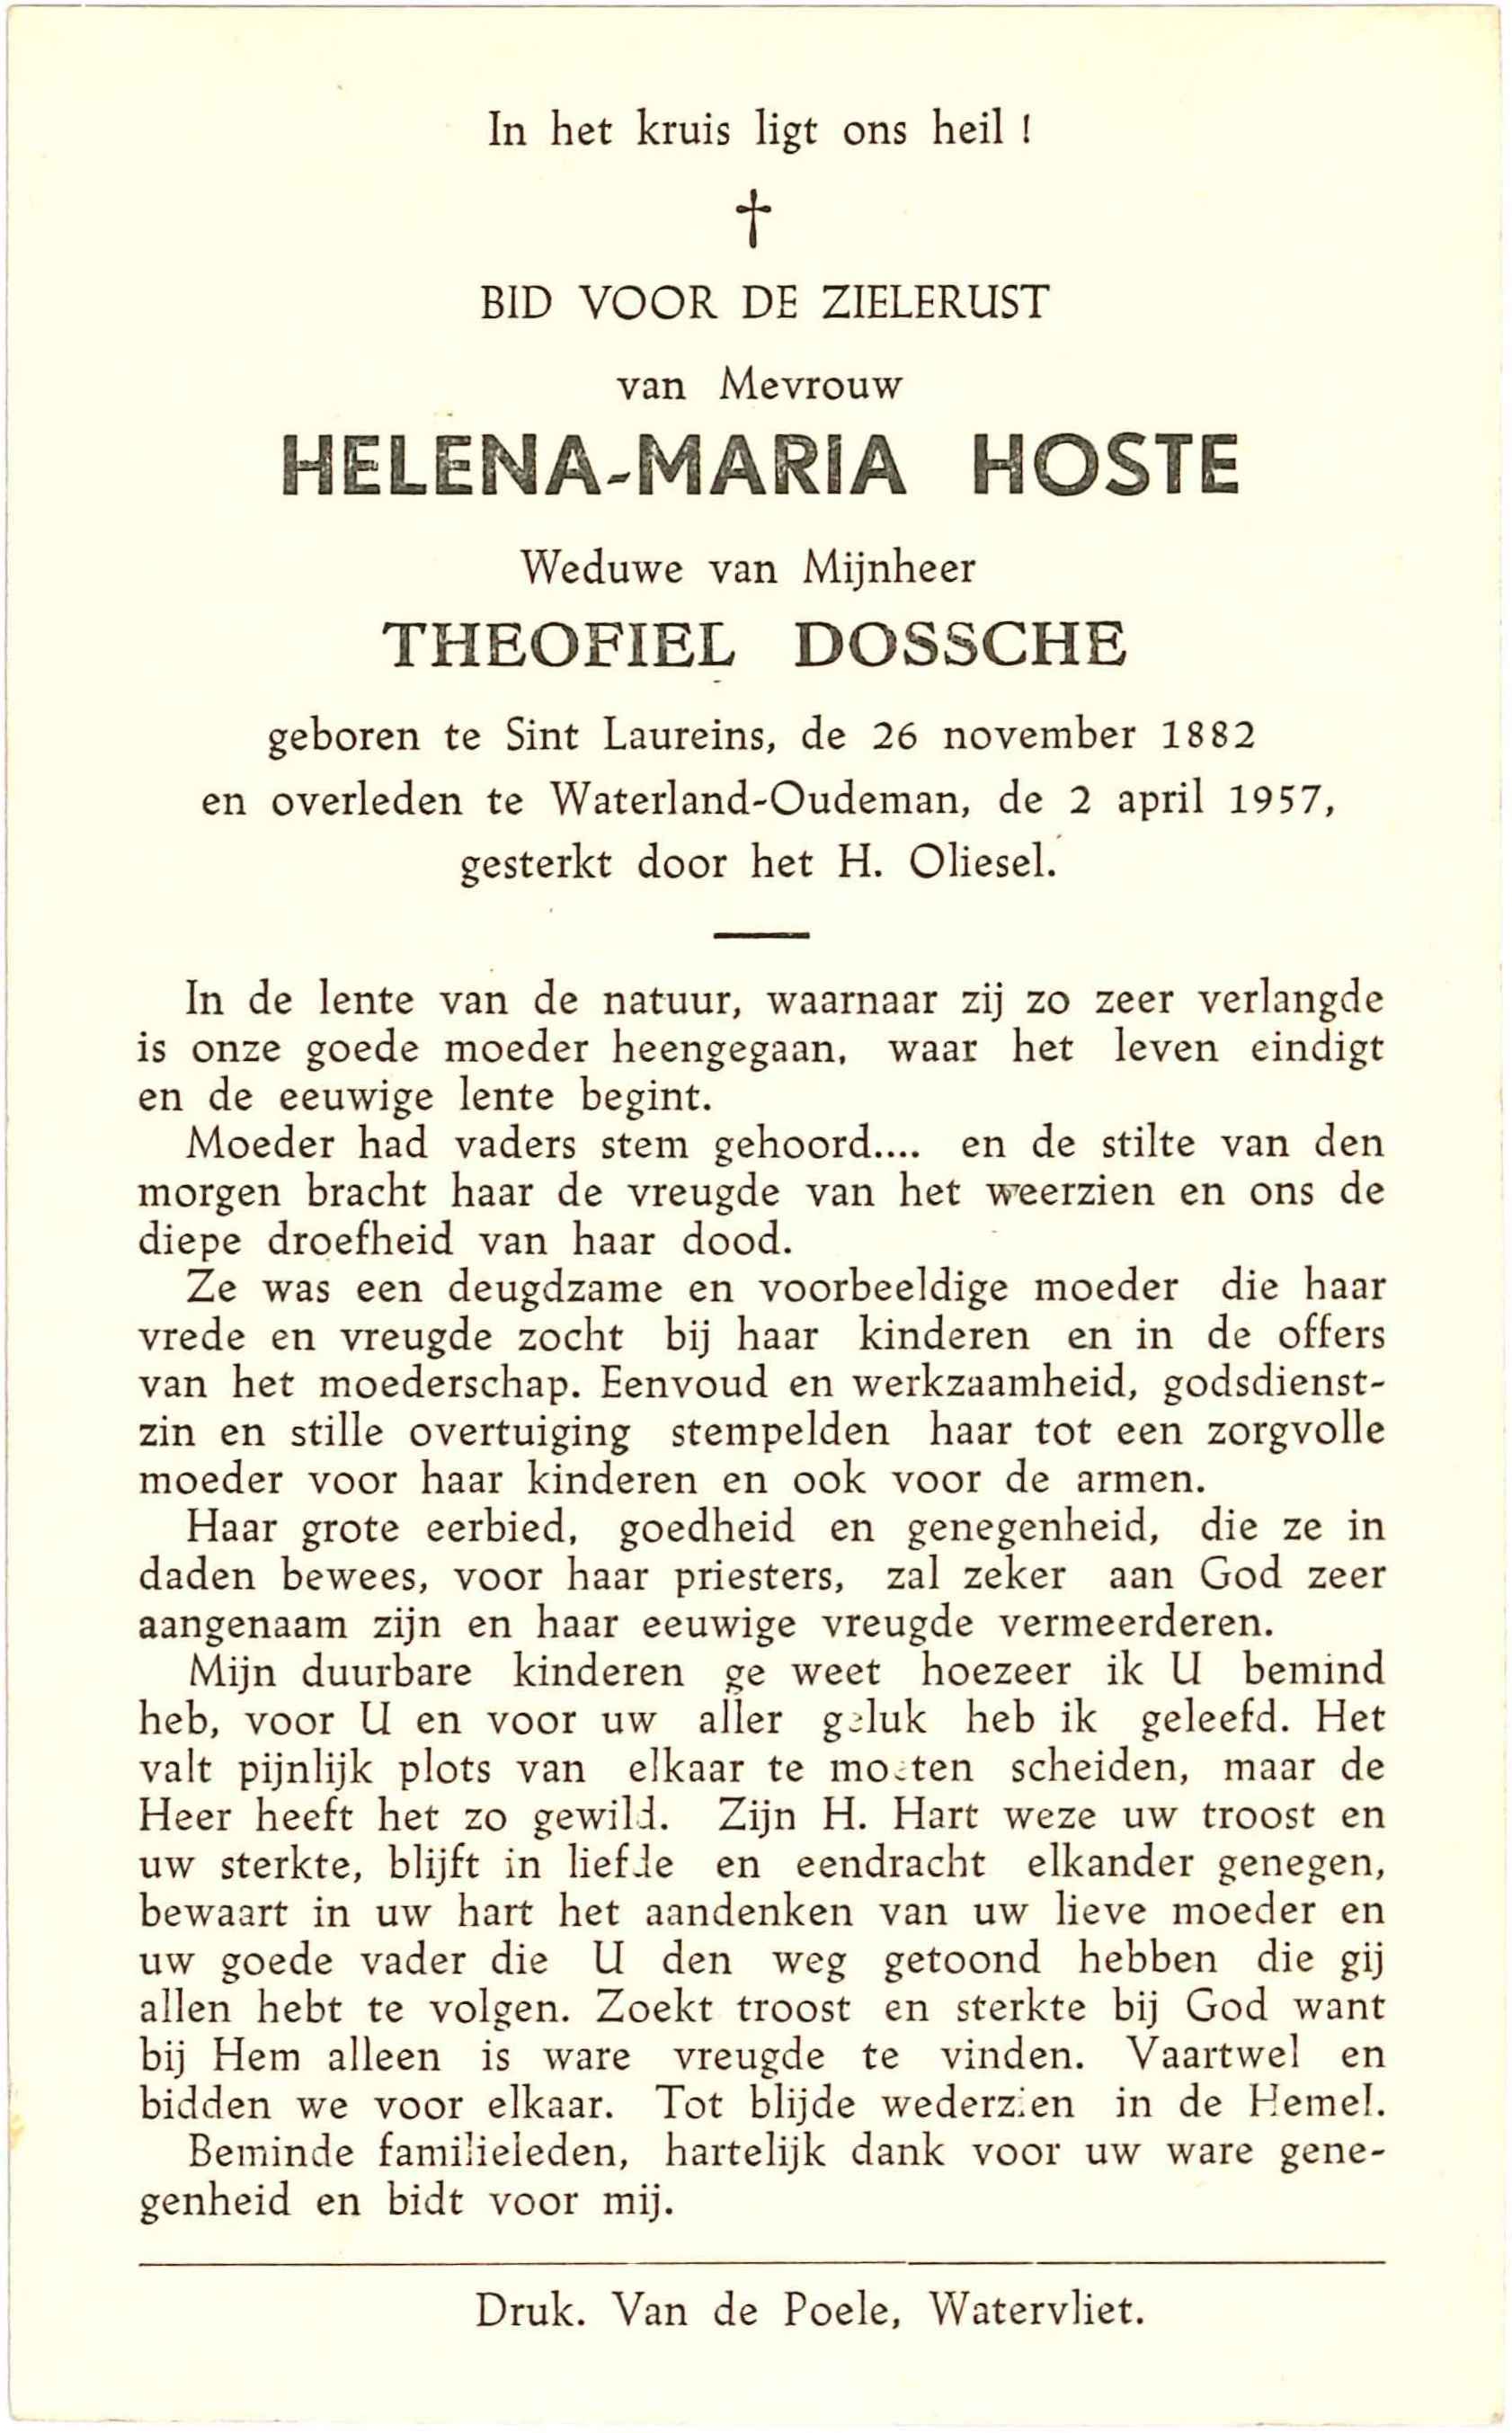 In het kruis ligt ons heil !
†
BID VOOR DE ZIELERUST
van Mevrouw
HELENA-MARIA HOSTE
Weduwe van Mijnheer
THEOFIEL DOSSCHE
geboren te Sint Laureins, de 26 november 1882
en overleden te Waterland-Oudeman, de 2 april 1957,
gesterkt door het H. Oliesel.
In de lente van de natuur, waarnaar zij zo zeer verlangde
is onze goede moeder heengegaan, waar het leven eindigt
en de eeuwige lente begint.
Moeder had vaders stem gehoord.... en de stilte van den
morgen bracht haar de vreugde van het weerzien en ons de
diepe droefheid van haar dood.
Ze was een deugdzame en voorbeeldige moeder die haar
vrede en vreugde zocht bij haar kinderen en in de offers
van het moederschap. Eenvoud en werkzaamheid, godsdienst-
zin en stille overtuiging stempelden haar tot een zorgvolle
moeder voor haar kinderen en ook voor de armen.
Haar grote eerbied, goedheid en genegenheid, die ze in
daden bewees, voor haar priesters, zal zeker aan God zeer
aangenaam zijn en haar eeuwige vreugde vermeerderen.
Mijn duurbare kinderen ge weet hoezeer ik U bemind
heb, voor U en voor uw aller geluk heb ik geleefd. Het
valt pijnlijk plots van elkaar te moeten scheiden, maar de
Heer heeft het zo gewild. Zijn H. Hart weze uw troost en
uw sterkte, blijft in liefde en eendracht elkander genegen,
bewaart in uw hart het aandenken van uw lieve moeder en
uw goede vader die U den weg getoond hebben die gij
allen hebt te volgen. Zoekt troost en sterkte bij God want
bij Hem alleen is ware vreugde te vinden. Vaartwel en
bidden we voor elkaar. Tot blijde wederzien in de Hemel.
Beminde familieleden, hartelijk dank voor uw ware gene-
genheid en bidt voor mij.
Druk. Van de Poele, Watervliet.